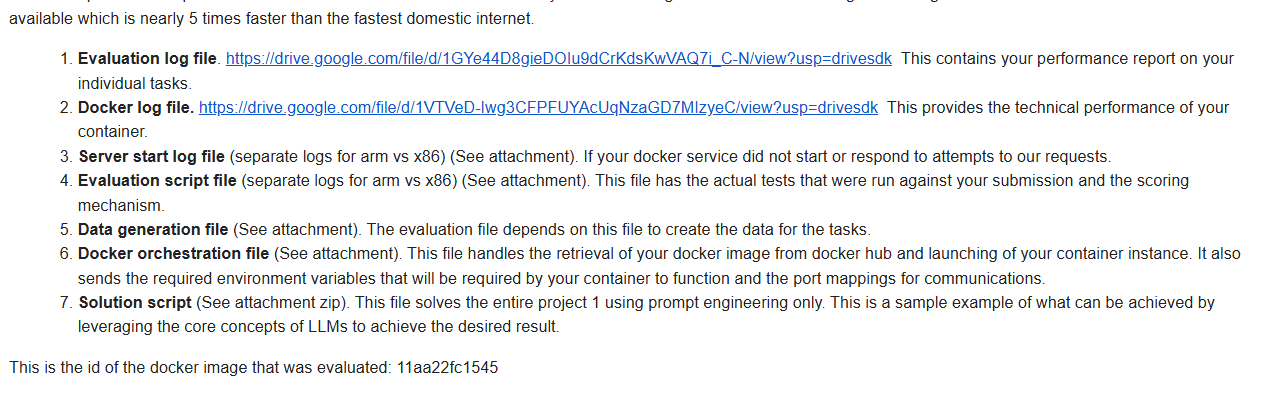 available which is nearly 5 times faster than the fastest domestic internet.
1. Evaluation log file. https://drive.google.com/file/d/1GYe44D8gieDOIu9dCrKdsKwVAQ7i_C-N/view?usp=drivesdk This contains your performance report on your
individual tasks.
2. Docker log file. https://drive.google.com/file/d/1VTVeD-lwg3CFPFUYAcUqNzaGD7MlzyeC/view?usp=drivesdk This provides the technical performance of your
container.
3. Server start log file (separate logs for arm vs x86) (See attachment). If your docker service did not start or respond to attempts to our requests.
4. Evaluation script file (separate logs for arm vs x86) (See attachment). This file has the actual tests that were run against your submission and the scoring
mechanism.
5. Data generation file (See attachment). The evaluation file depends on this file to create the data for the tasks.
6. Docker orchestration file (See attachment). This file handles the retrieval of your docker image from docker hub and launching of your container instance. It also
sends the required environment variables that will be required by your container to function and the port mappings for communications.
7. Solution script (See attachment zip). This file solves the entire project 1 using prompt engineering only. This is a sample example of what can be achieved by
leveraging the core concepts of LLMs to achieve the desired result.
This is the id of the docker image that was evaluated: 11aa22fc1545